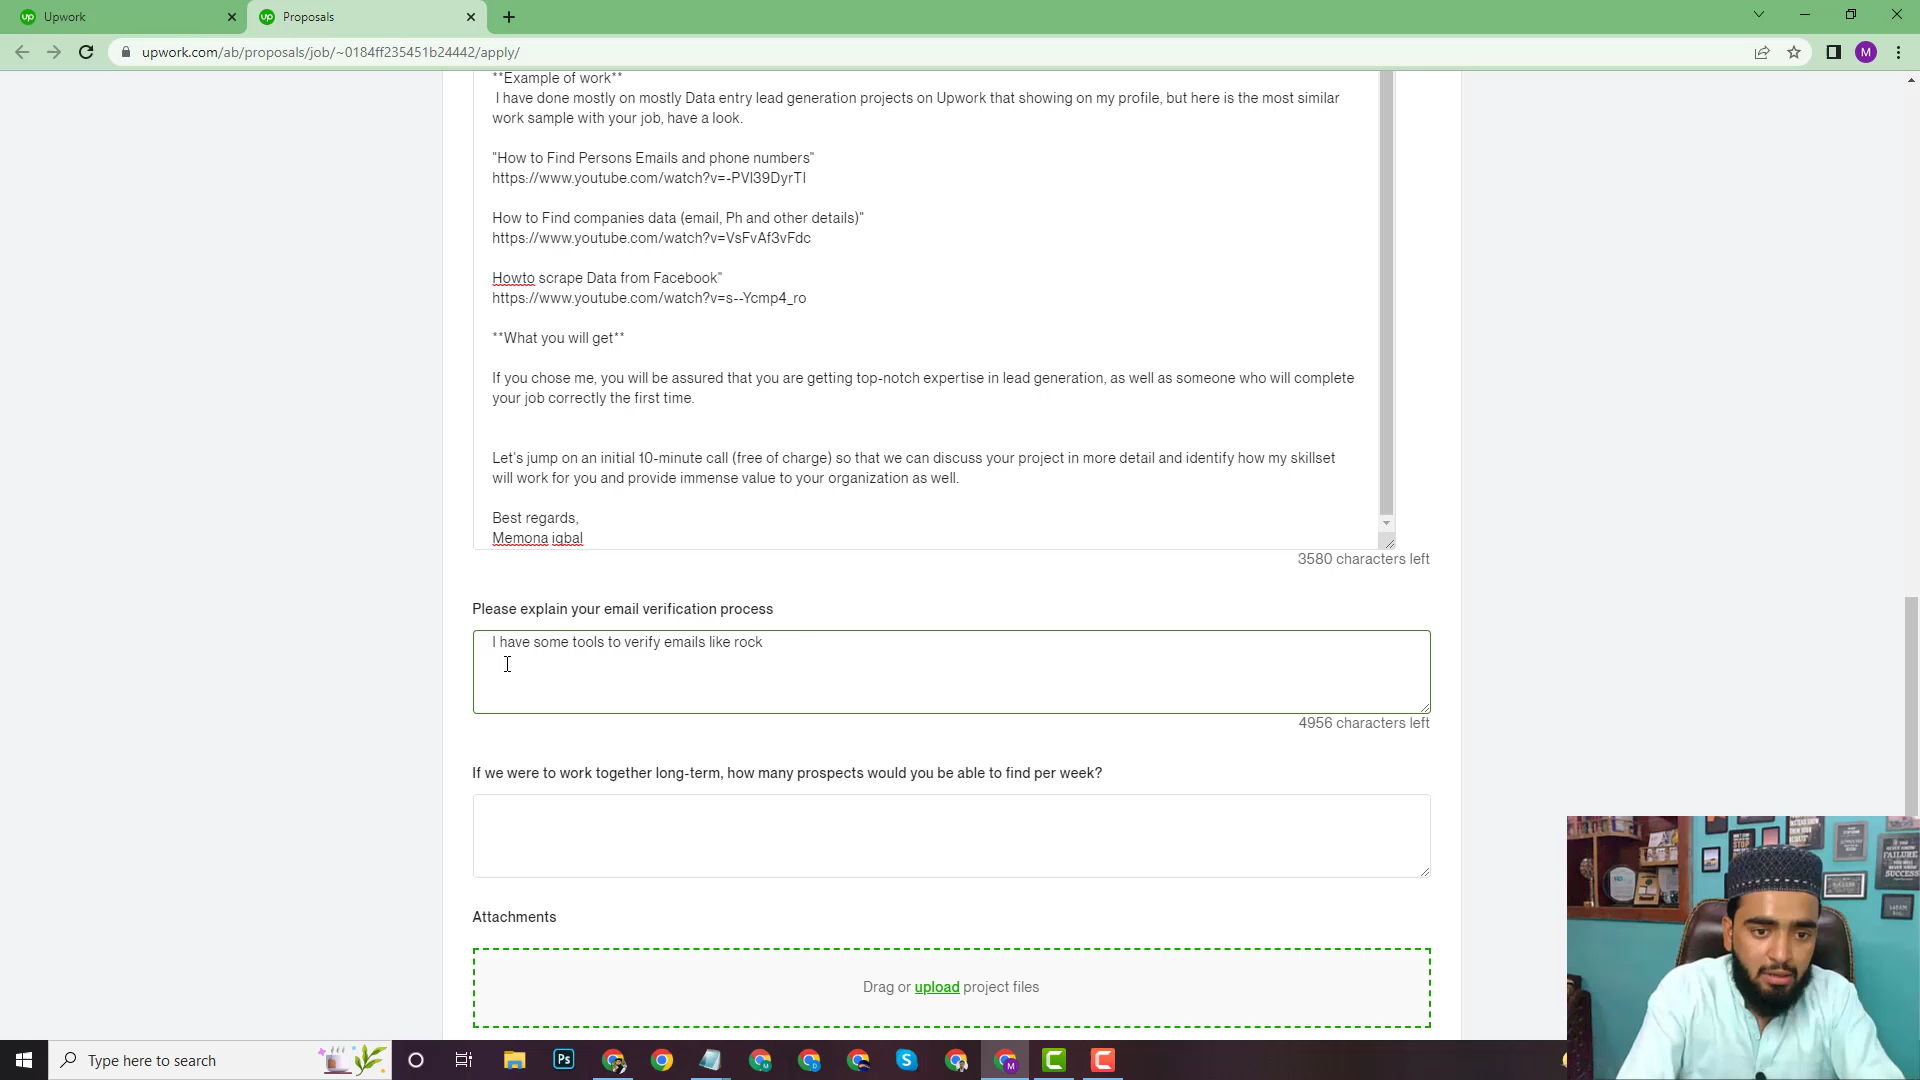 Upwork
Proposals
upwork.com/ab/proposals/job/~0184ff235451b24442/apply/
M
**Example of work**
I have done mostly on mostly Data entry lead generation projects on Upwork that showing on my profile, but here is the most similar
work sample with your job, have a look.
"How to Find Persons Emails and phone numbers"
https://www.youtube.com/watch?v=-PVI39DyrTI
How to Find companies data (email, Ph and other details)"
https://www.youtube.com/watch?v=VsFvAf3vFdc
Howto scrape Data from Facebook"
https://www.youtube.com/watch?v=s--Ycmp4_ro
**What you will get**
If you chose me, you will be assured that you are getting top-notch expertise in lead generation, as well as someone who will complete
your job correctly the first time.
Let's jump on an initial 10-minute call (free of charge) so that we can discuss your project in more detail and identify how my skillset
will work for you and provide immense value to your organization as well.
Best regards,
Memona iqbal
3580 characters left
Please explain your email verification process
I have some tools to verify emails like rock
4956 characters left
If we were to work together long-term, how many prospects would you be able to find per week?
Attachments
Drag or upload project files
FAILURE
SUCCESS
Type here to search
Ps